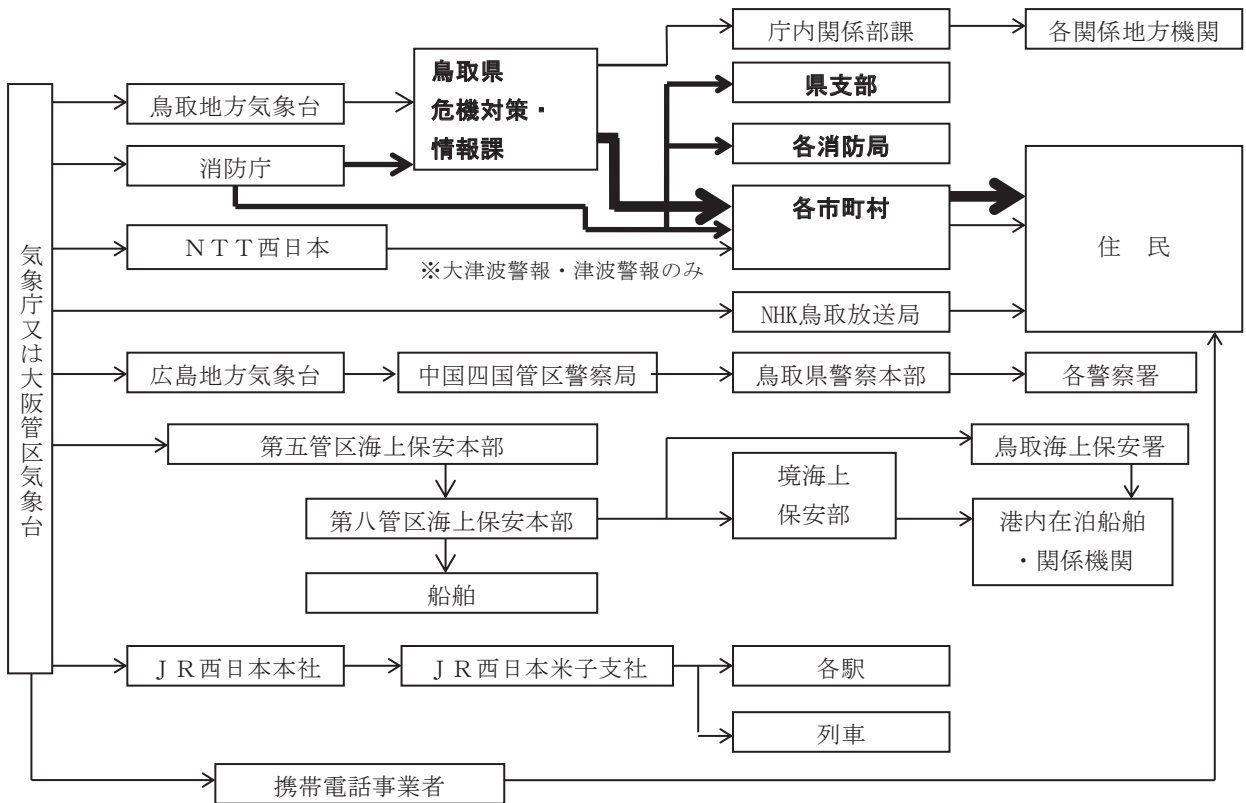 庁内関係部課
各関係地方機関
鳥取県
危機対策・
情報課
県支部
鳥取地方気象台
各消防局
消防庁
各市町村
住　民
ＮＴＴ西日本
※大津波警報・津波警報のみ
NHK鳥取放送局
気象庁又は大阪管区気象台
広島地方気象台
中国四国管区警察局
鳥取県警察本部
各警察署
第五管区海上保安本部
鳥取海上保安署
境海上
保安部
第八管区海上保安本部
港内在泊船舶
・関係機関
船舶
ＪＲ西日本本社
ＪＲ西日本米子支社
各駅
列車
携帯電話事業者